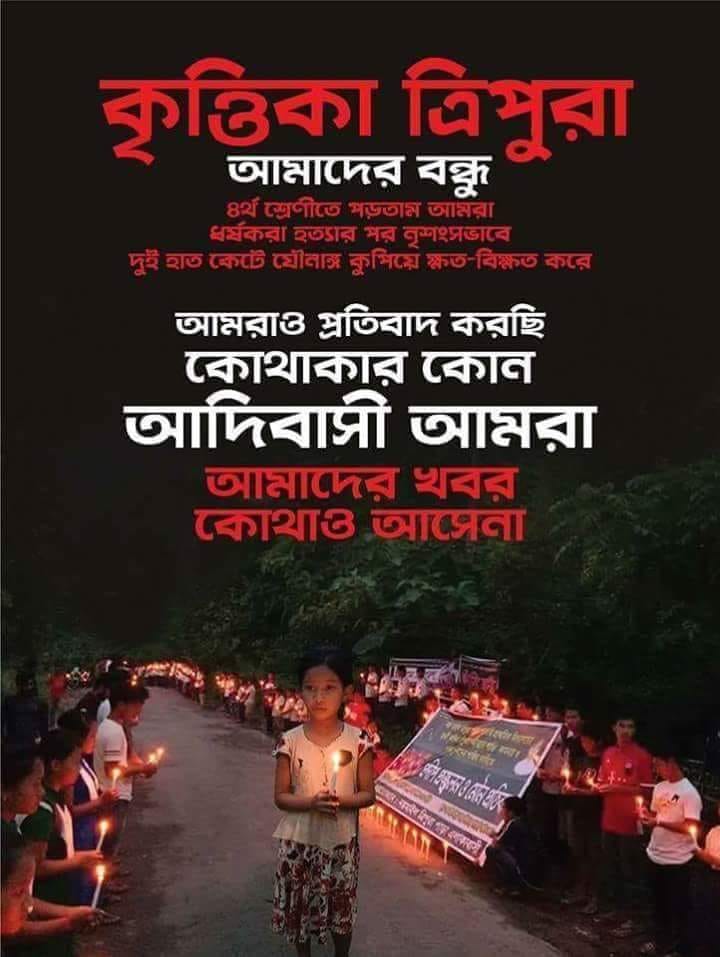 কৃত্তিকা ত্রিপুরা
আমাদের বন্ধু
৪র্থ শ্রেণীতে পড়তাম আমরা
ধর্ষকরা হত্যার পর নৃশংসভাবে
দুই হাত কেটে যৌনাঙ্গ কুপিয়ে ক্ষত-বিক্ষত করে
আমরাও প্রতিবাদ করছি
কোথাকার কোন
আদিবাসী আমরা
আমাদের খবর
কোথাও আসেনা